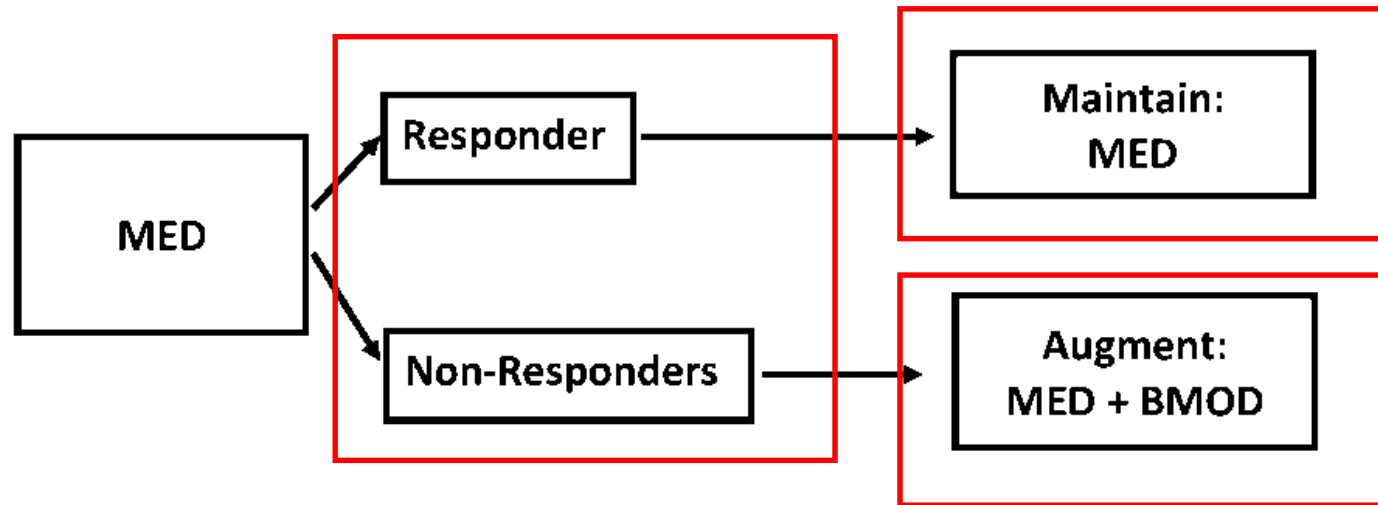 MED
Responder
Non-Responders
Maintain:
MED
Augment:
MED + BMOD